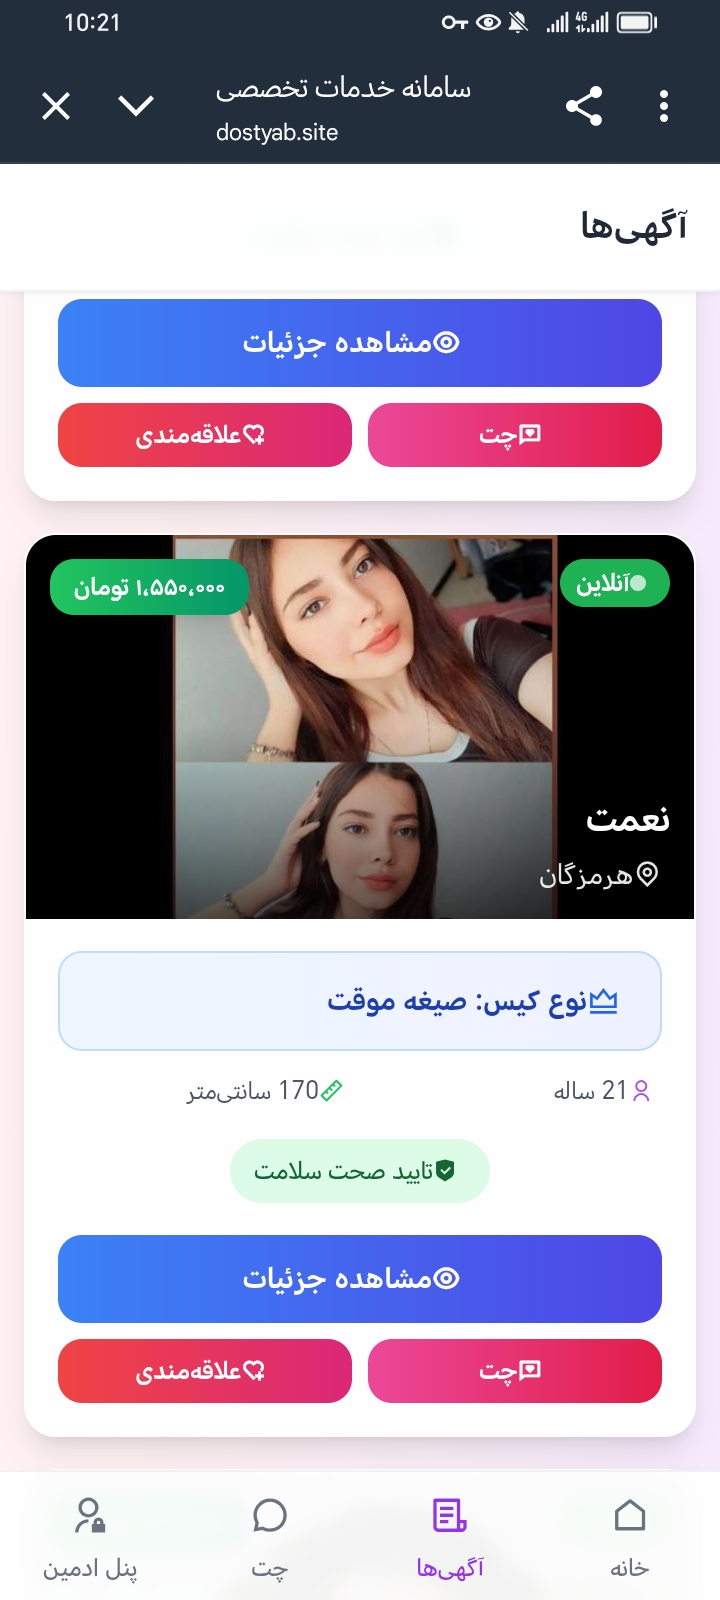 10:21
4G
سامانه خدمات تخصصی
dostyab.site
آگهی‌ها
مشاهده جزئیات
چت
علاقه‌مندی
آنلاین
۱,۵۵۰,۰۰۰ تومان
نعمت
هرمزگان
نوع کیس: صیغه موقت
21 ساله
170 سانتی‌متر
تایید صحت سلامت
مشاهده جزئیات
چت
علاقه‌مندی
خانه
آگهی‌ها
چت
پنل ادمین